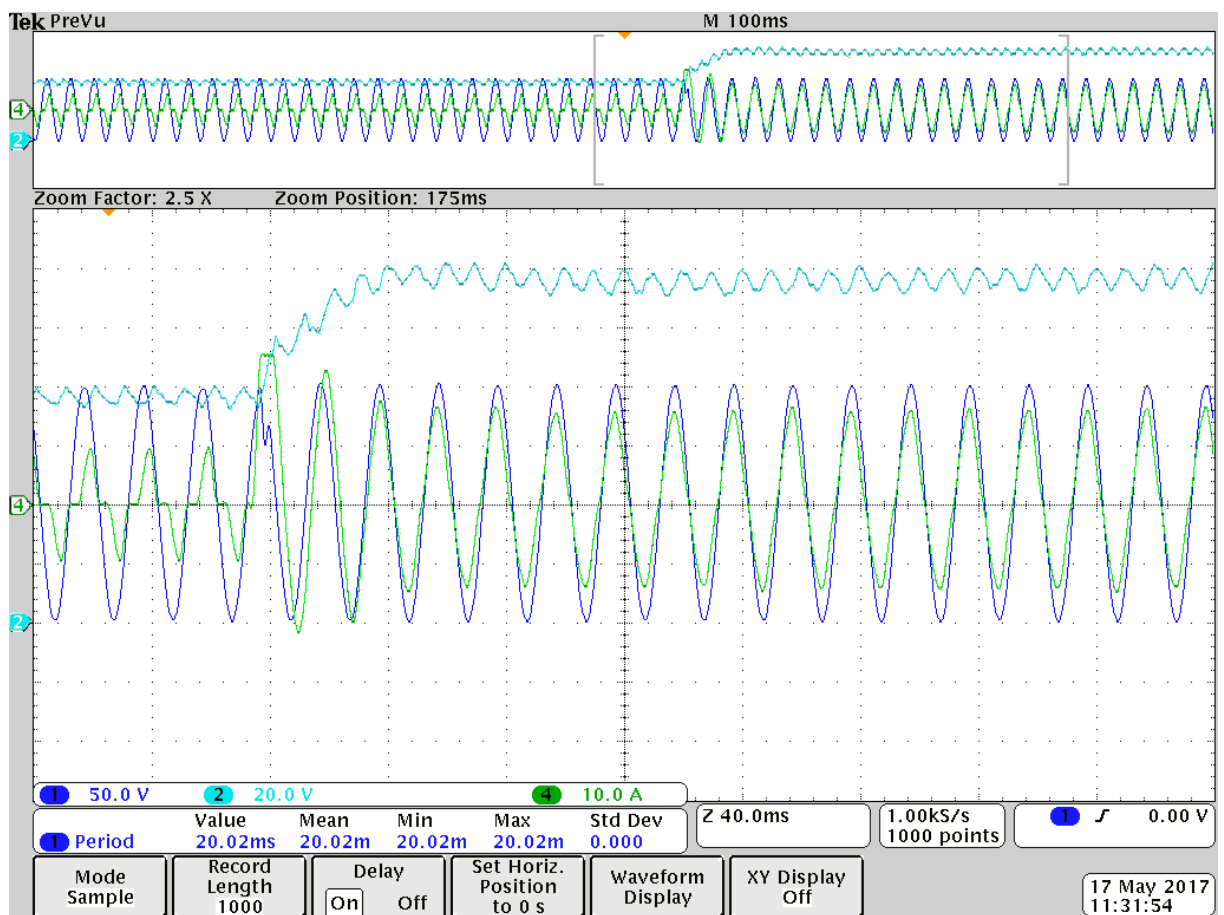 Tek PreVu M 100ms
4
2
Zoom Factor: 2.5 X Zoom Position: 175ms
4
2
1 50.0 V 2 20.0 V 4 10.0 A
Value Mean Min Max Std Dev
1 Period 20.02ms 20.02m 20.02m 20.02m 0.000
Z 40.0ms
1.00kS/s
1000 points
1 0.00 V
Mode
Sample
Record
Length
1000
Delay
On Off
Set Horiz.
Position
to 0 s
Waveform
Display
XY Display
Off
17 May 2017
11:31:54